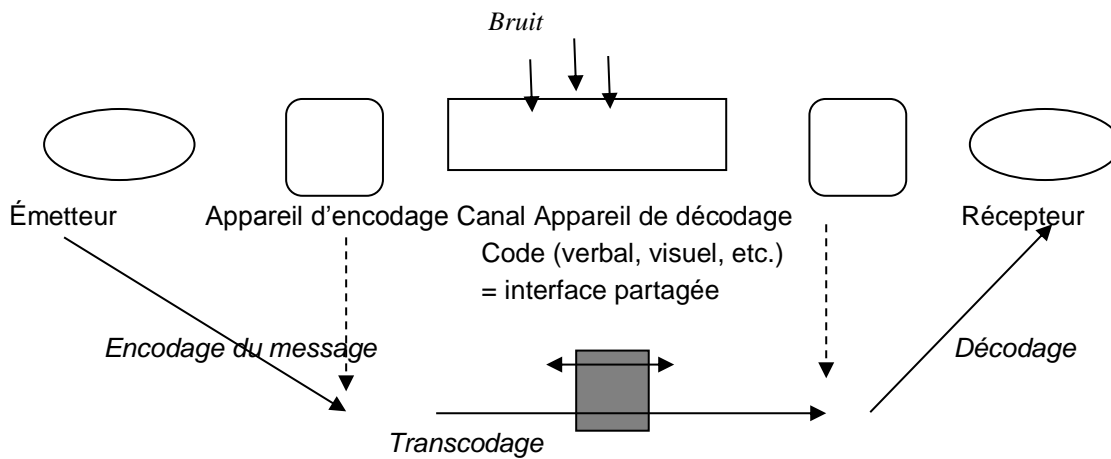 Bruit
Émetteur Appareil d’encodage Canal Appareil de décodage Récepteur
Code (verbal, visuel, etc.)
= interface partagée
Encodage du message Décodage
Transcodage